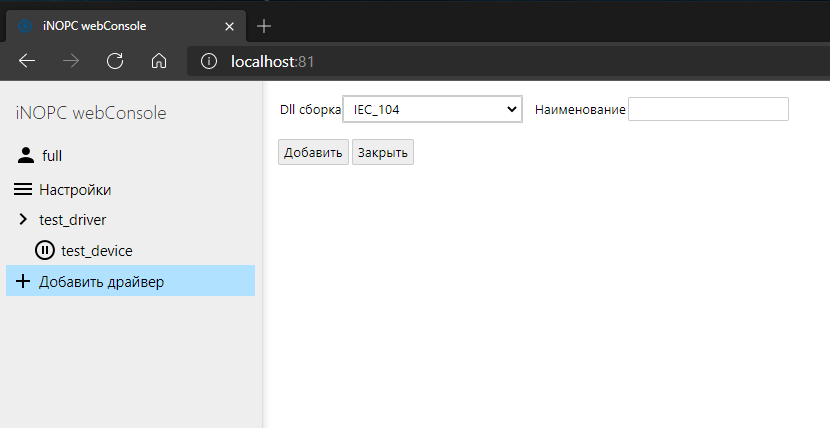 iNOPC webConsole
localhost:81
iNOPC webConsole
full
Настройки
test_driver
test_device
Добавить драйвер
Dll сборка IEC_104 Наименование
Добавить Закрыть